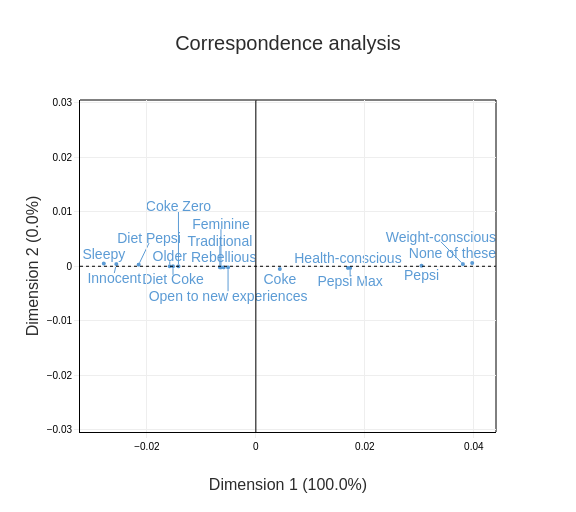 Correspondence analysis
0.03
0.02
0.01
0
−0.01
−0.02
−0.03
Dimension 2 (0.0%)
Coke Zero
Feminine
Diet Pepsi
Traditional
Weight-conscious
Sleepy
Older
Rebellious
Health-conscious
None of these
Innocent
Diet Coke
Coke
Pepsi Max
Pepsi
Open to new experiences
−0.02
0
0.02
0.04
Dimension 1 (100.0%)